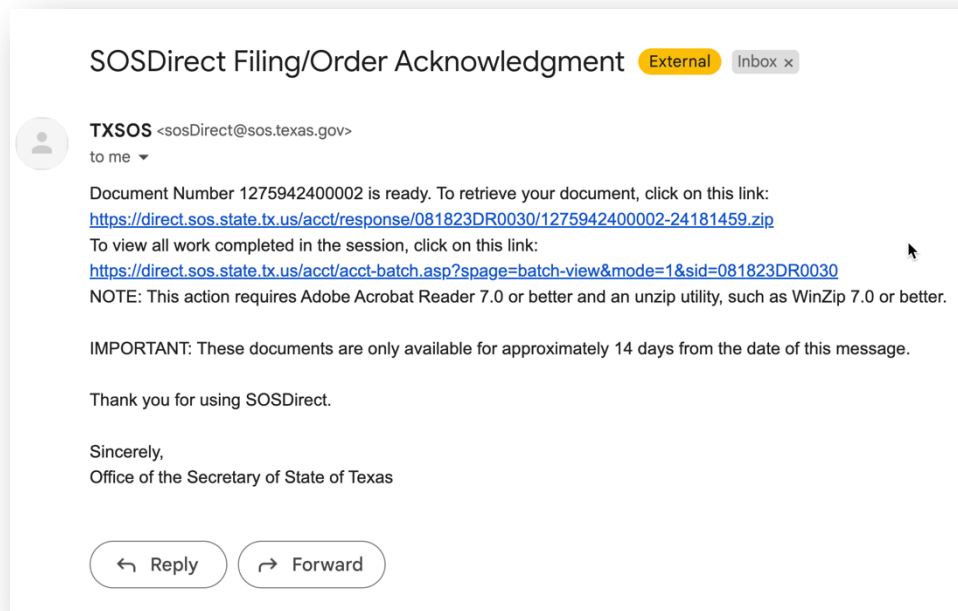 SOSDirect Filing/Order Acknowledgment External Inbox x
TXSOS <sosDirect@sos.texas.gov>
to me
Document Number 1275942400002 is ready. To retrieve your document, click on this link:
https://direct.sos.state.tx.us/acct/response/081823DR0030/1275942400002-24181459.zip
To view all work completed in the session, click on this link:
https://direct.sos.state.tx.us/acct/acct-batch.asp?spage=batch-view&mode=1&sid=081823DR0030
NOTE: This action requires Adobe Acrobat Reader 7.0 or better and an unzip utility, such as WinZip 7.0 or better.
IMPORTANT: These documents are only available for approximately 14 days from the date of this message.
Thank you for using SOSDirect.
Sincerely,
Office of the Secretary of State of Texas
Reply Forward